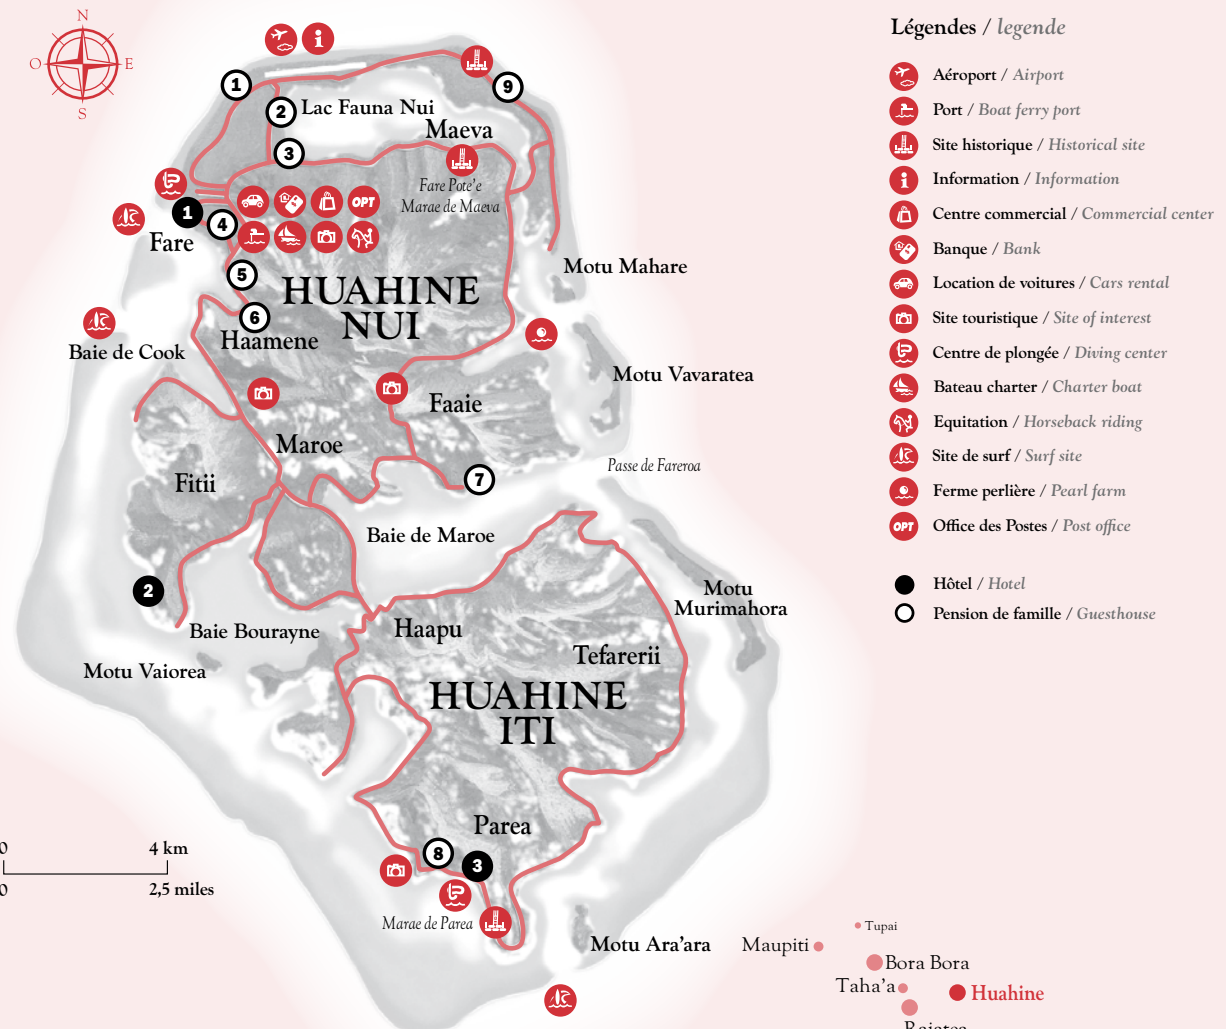 N
O
E
S
1
2
Lac Fauna Nui
9
Maeva
3
Fare Pote'e
Marae de Maeva
OPT
1
4
Fare
5
HUAHINE
NUI
Motu Mahare
6
Haamene
Baie de Cook
Motu Vavaratea
Faaie
Maroe
Fitii
Passe de Fareroa
7
Baie de Maroe
2
Motu
Murimahora
Baie Bourayne
Haapu
Tefarerii
Motu Vaiorea
HUAHINE
ITI
Parea
8
3
0
4 km
0
2,5 miles
Marae de Parea
Motu Ara'ara
Légendes / legende
Aéroport / Airport
Port / Boat ferry port
Site historique / Historical site
Information / Information
Centre commercial / Commercial center
Banque / Bank
Location de voitures / Cars rental
Site touristique / Site of interest
Centre de plongée / Diving center
Bateau charter / Charter boat
Equitation / Horseback riding
Site de surf / Surf site
Ferme perlière / Pearl farm
OPT Office des Postes / Post office
Hôtel / Hotel
Pension de famille / Guesthouse
Tupai
Maupiti
Bora Bora
Taha'a
Huahine
Raiatea